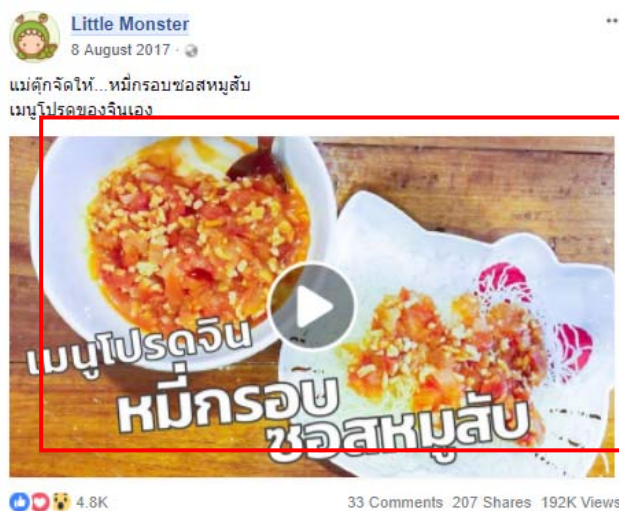 Little Monster
8 August 2017
แม่ตุ๊กจัดให้...หมี่กรอบซอสหมูสับ
เมนูโปรดของจินเอง
เมนูโปรดจิน
หมี่กรอบ
ซอสหมูสับ
4.8K
33 Comments 207 Shares 192K Views